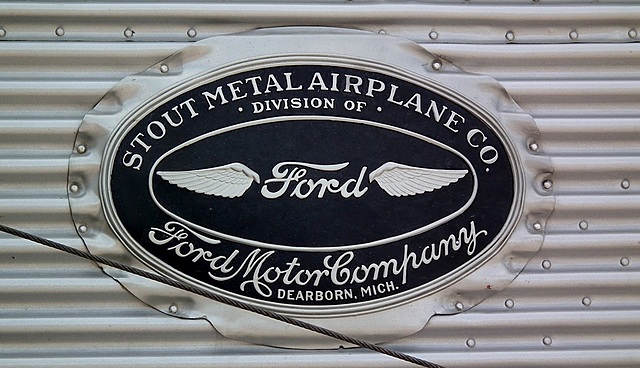 STOUT METAL AIRPLANE CO.
• DIVISION OF •
Ford
Ford Motor Company
DEARBORN, MICH.